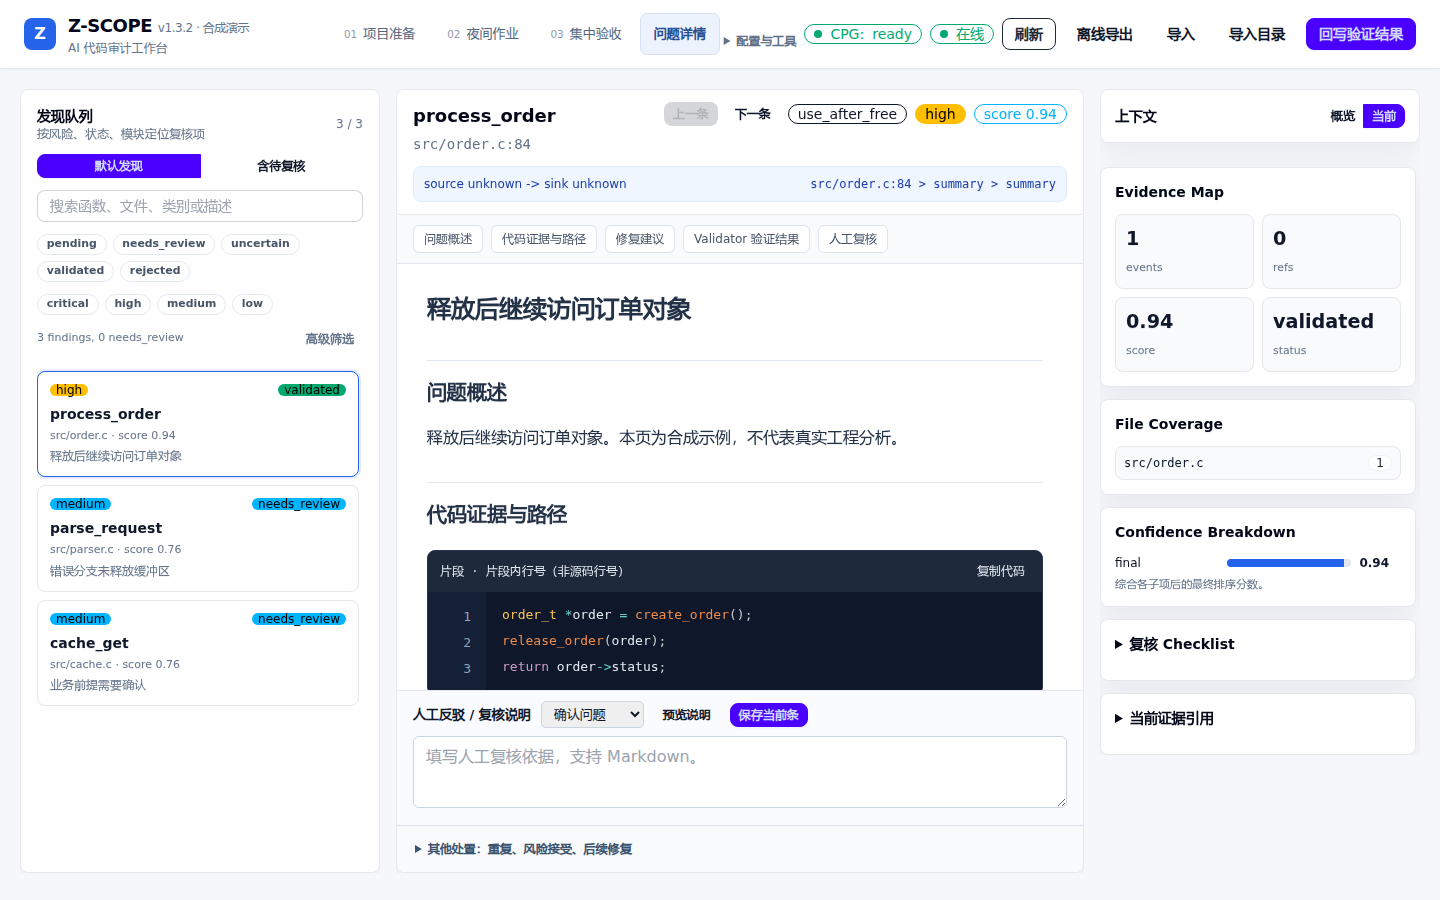 Z
Z-SCOPE v1.3.2 · 合成演示
AI 代码审计工作台
01 项目准备
02 夜间作业
03 集中验收
问题详情
▶ 配置与工具
CPG: ready
在线
刷新
离线导出
导入
导入目录
回写验证结果
发现队列
按风险、状态、模块定位复核项
3 / 3
默认发现
含待复核
搜索函数、文件、类别或描述
pending needs_review uncertain
validated rejected
critical high medium low
3 findings, 0 needs_review
高级筛选
high validated
process_order
src/order.c · score 0.94
释放后继续访问订单对象
medium needs_review
parse_request
src/parser.c · score 0.76
错误分支未释放缓冲区
medium needs_review
cache_get
src/cache.c · score 0.76
业务前提需要确认
process_order
上一条 下一条 use_after_free high score 0.94
src/order.c:84
source unknown -> sink unknown
src/order.c:84 > summary > summary
问题概述 代码证据与路径 修复建议 Validator 验证结果 人工复核
释放后继续访问订单对象
问题概述
释放后继续访问订单对象。本页为合成示例，不代表真实工程分析。
代码证据与路径
片段 · 片段内行号（非源码行号） 复制代码
1 order_t *order = create_order();
2 release_order(order);
3 return order->status;
人工反驳 / 复核说明 确认问题 预览说明 保存当前条
填写人工复核依据，支持 Markdown。
▶ 其他处置：重复、风险接受、后续修复
上下文
概览 当前
Evidence Map
1
events
0
refs
0.94
score
validated
status
File Coverage
src/order.c 1
Confidence Breakdown
final 0.94
综合各子项后的最终排序分数。
▶ 复核 Checklist
▶ 当前证据引用